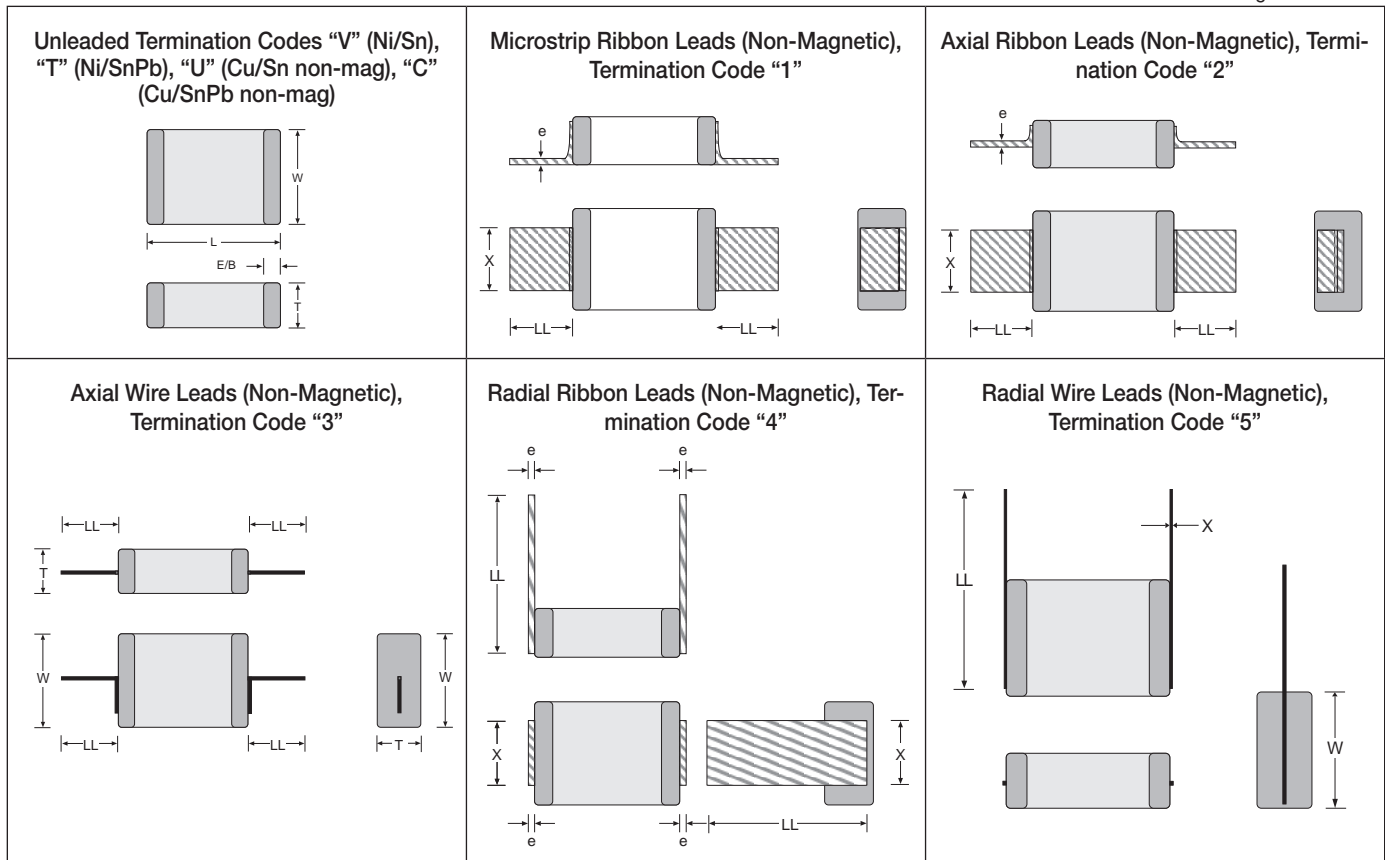 Unleaded Termination Codes “V” (Ni/Sn),
“T” (Ni/SnPb), “U” (Cu/Sn non-mag), “C”
(Cu/SnPb non-mag)
W
L
E/B
T
Microstrip Ribbon Leads (Non-Magnetic),
Termination Code “1”
e
X
LL
LL
Axial Ribbon Leads (Non-Magnetic), Termi-
nation Code “2”
e
X
LL
LL
Axial Wire Leads (Non-Magnetic),
Termination Code “3”
LL
LL
T
W
W
LL
LL
T
Radial Ribbon Leads (Non-Magnetic), Ter-
mination Code “4”
e
e
LL
X
X
LL
e
e
Radial Wire Leads (Non-Magnetic),
Termination Code “5”
X
LL
W